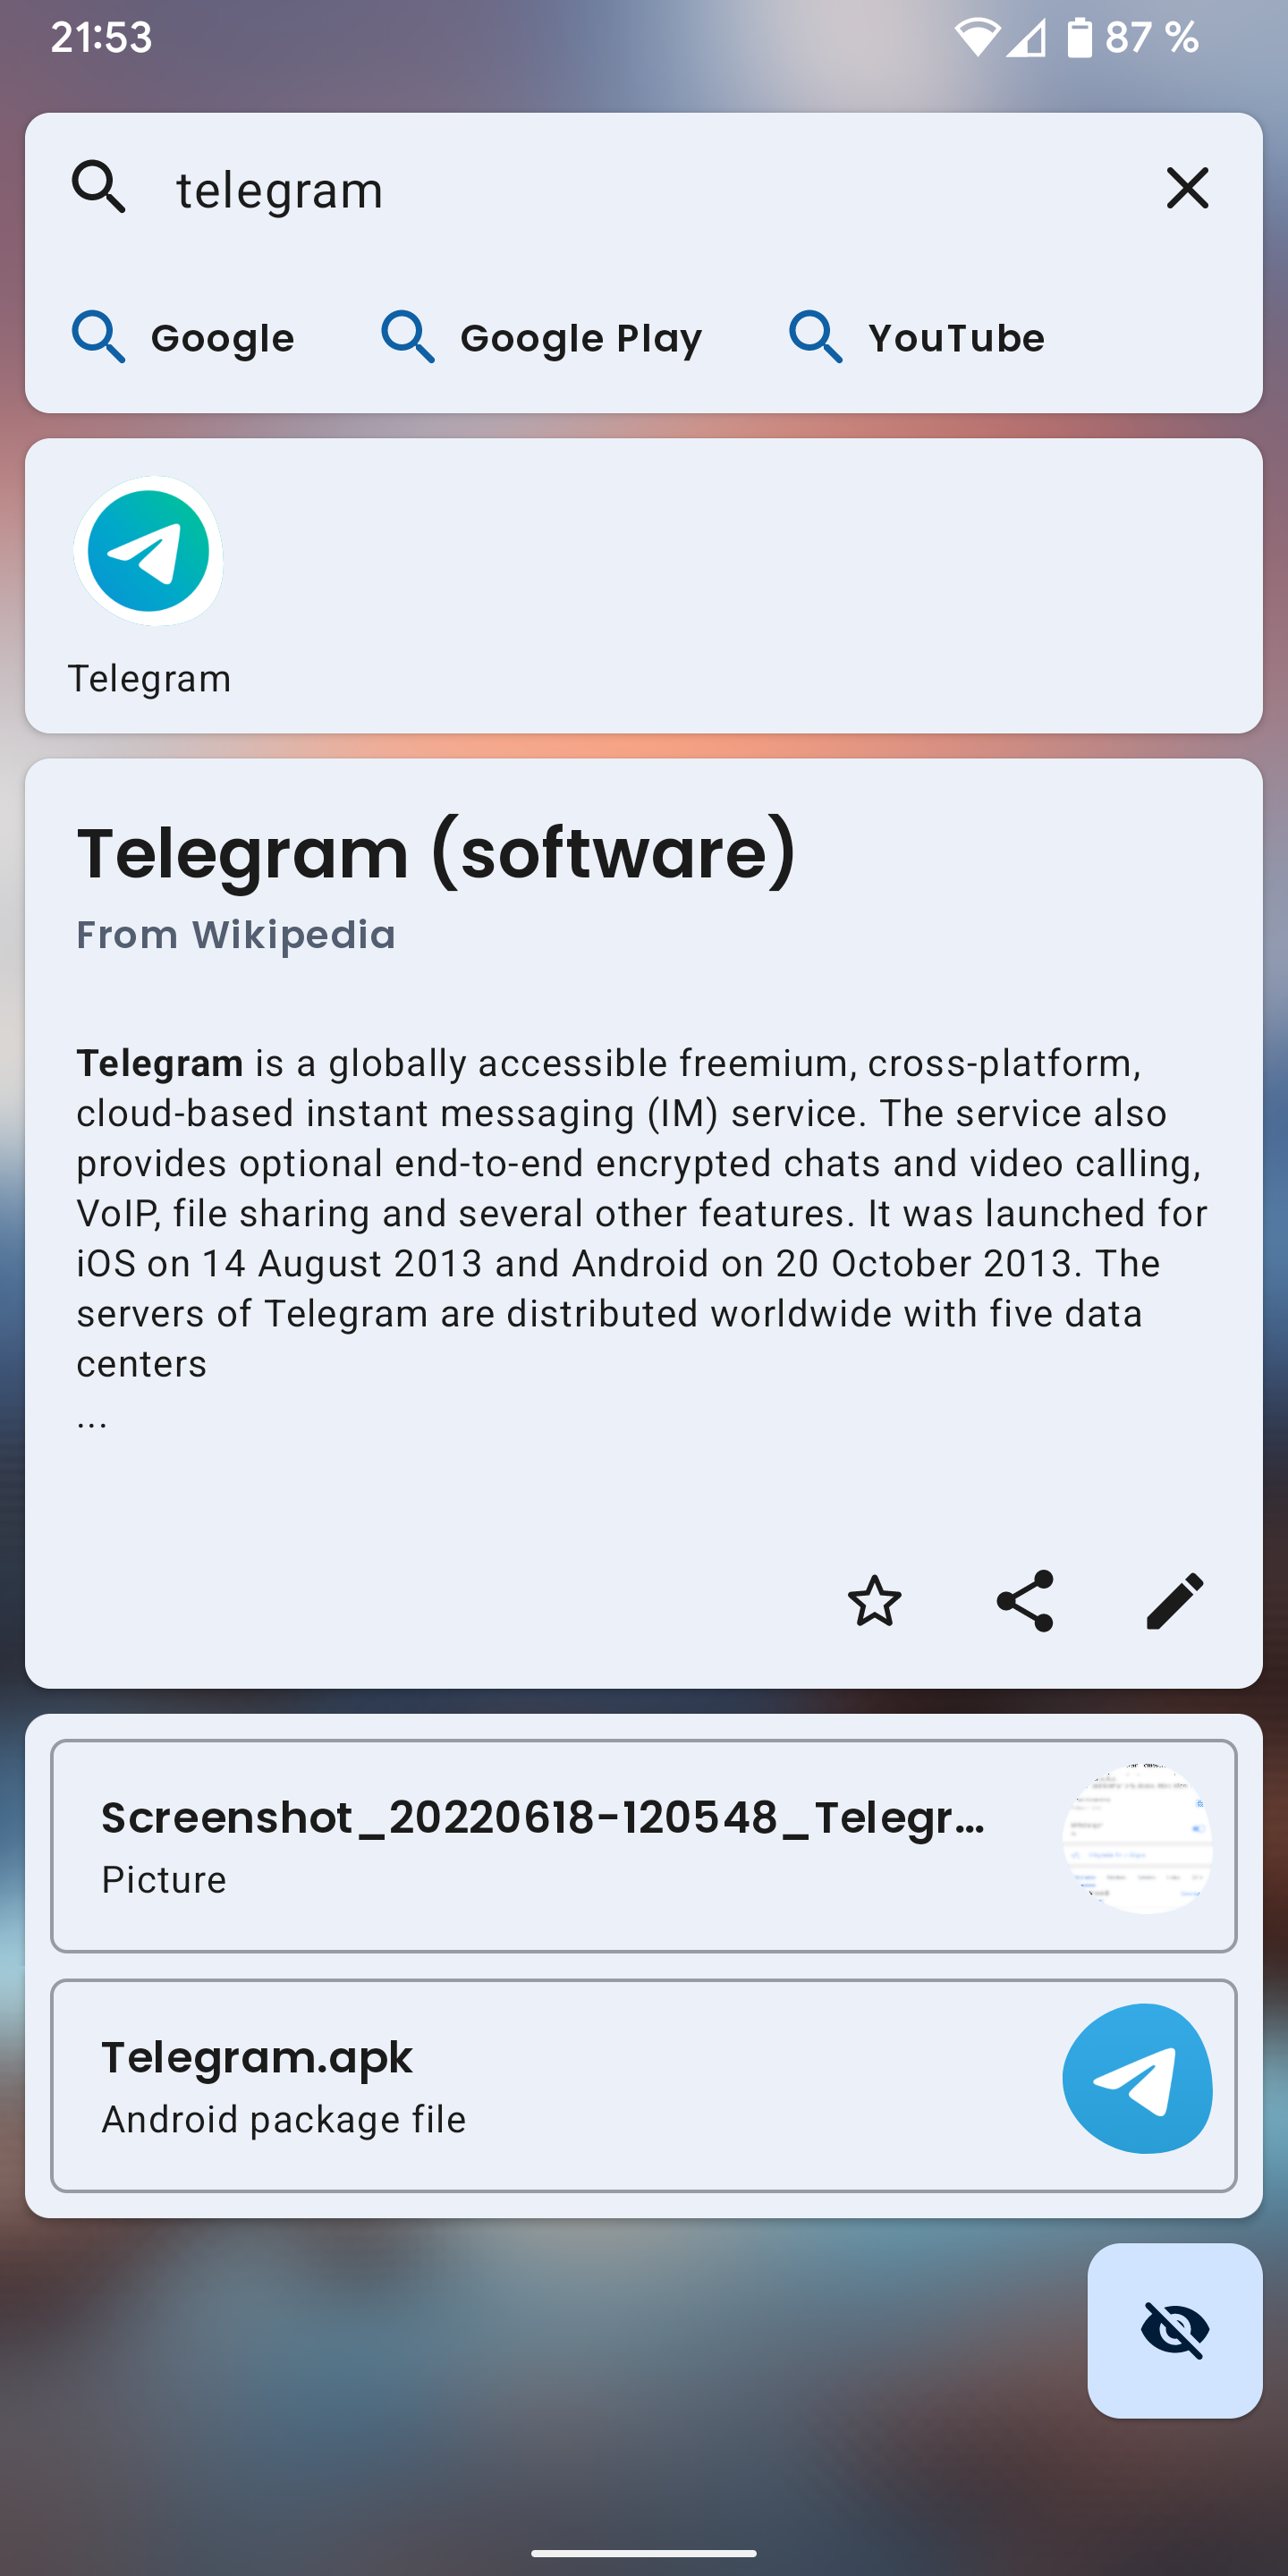 21:53
87 %
telegram
Google Google Play YouTube
Telegram
Telegram (software)
From Wikipedia
Telegram is a globally accessible freemium, cross-platform,
cloud-based instant messaging (IM) service. The service also
provides optional end-to-end encrypted chats and video calling,
VoIP, file sharing and several other features. It was launched for
iOS on 14 August 2013 and Android on 20 October 2013. The
servers of Telegram are distributed worldwide with five data
centers
...
Screenshot_20220618-120548_Telegr...
Picture
Telegram.apk
Android package file